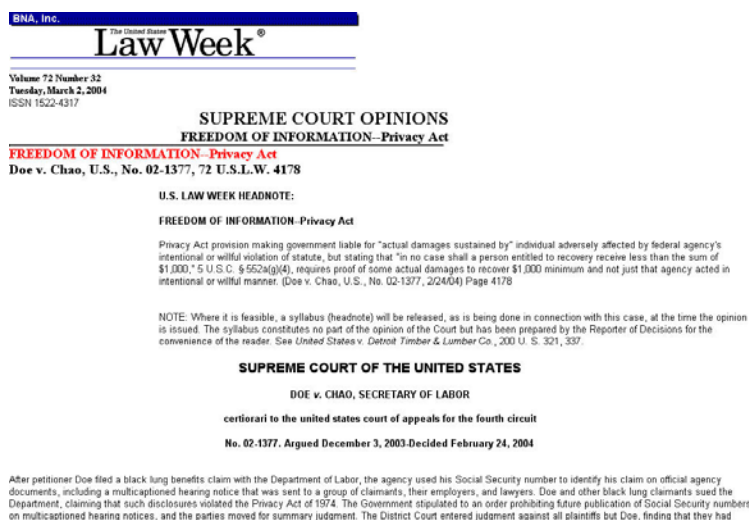 BNA, Inc.
The United States
Law Week®
Volume 72 Number 32
Tuesday, March 2, 2004
ISSN 1522-4317
SUPREME COURT OPINIONS
FREEDOM OF INFORMATION--Privacy Act
FREEDOM OF INFORMATION--Privacy Act
Doe v. Chao, U.S., No. 02-1377, 72 U.S.L.W. 4178
U.S. LAW WEEK HEADNOTE:
FREEDOM OF INFORMATION--Privacy Act
Privacy Act provision making government liable for "actual damages sustained by" individual adversely affected by federal agency's
intentional or willful violation of statute, but stating that "in no case shall a person entitled to recovery receive less than the sum of
$1,000," 5 U.S.C. § 552a(g)(4), requires proof of some actual damages to recover $1,000 minimum and not just that agency acted in
intentional or willful manner. (Doe v. Chao, U.S., No. 02-1377, 2/24/04) Page 4178
NOTE: Where it is feasible, a syllabus (headnote) will be released, as is being done in connection with this case, at the time the opinion
is issued. The syllabus constitutes no part of the opinion of the Court but has been prepared by the Reporter of Decisions for the
convenience of the reader. See United States v. Detroit Timber & Lumber Co., 200 U. S. 321, 337.
SUPREME COURT OF THE UNITED STATES
DOE v. CHAO, SECRETARY OF LABOR
certiorari to the united states court of appeals for the fourth circuit
No. 02-1377. Argued December 3, 2003-Decided February 24, 2004
After petitioner Doe filed a black lung benefits claim with the Department of Labor, the agency used his Social Security number to identify his claim on official agency
documents, including a multicaptioned hearing notice that was sent to a group of claimants, their employers, and lawyers. Doe and other black lung claimants sued the
Department, claiming that such disclosures violated the Privacy Act of 1974. The Government stipulated to an order prohibiting future publication of Social Security numbers
on multicaptioned hearing notices, and the parties moved for summary judgment. The District Court entered judgment against all plaintiffs but Doe, finding that they had